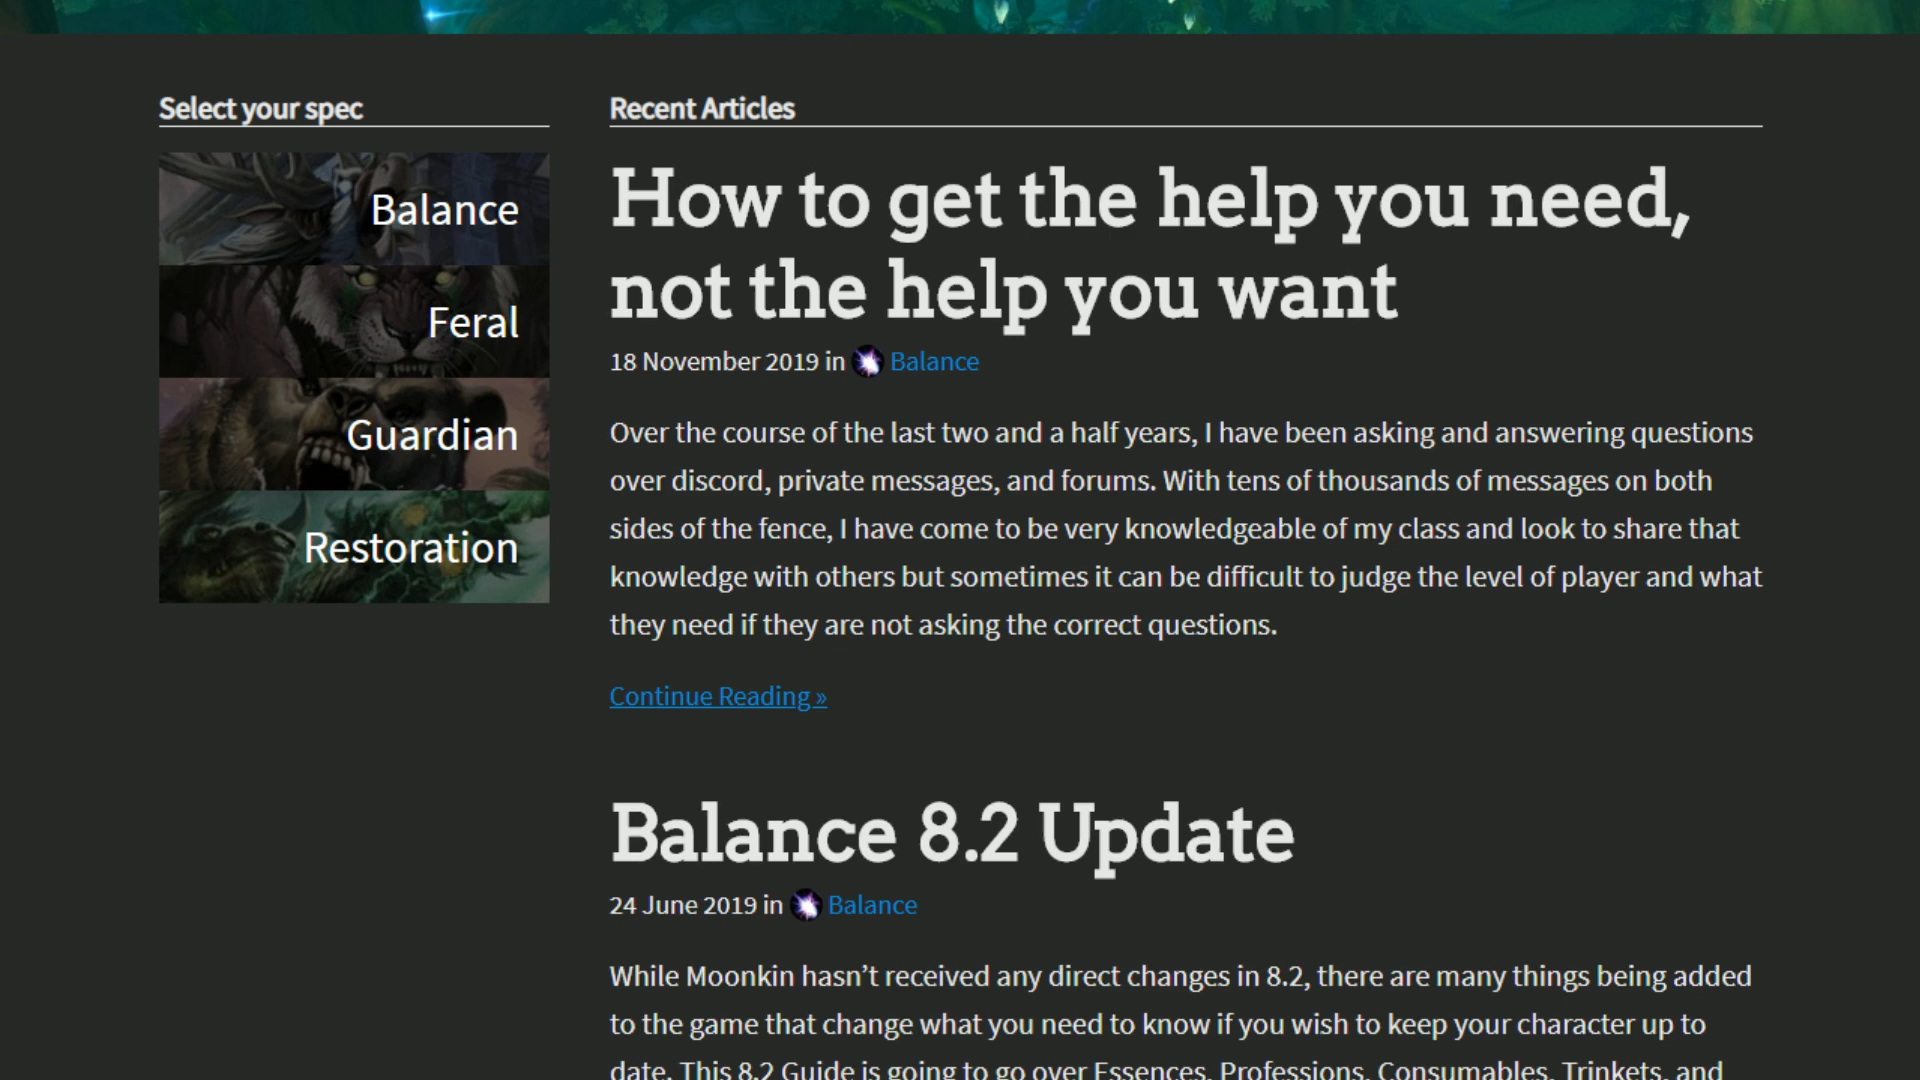 Select your spec
Balance
Feral
Guardian
Restoration
Recent Articles
How to get the help you need,
not the help you want
18 November 2019 in Balance
Over the course of the last two and a half years, I have been asking and answering questions
over discord, private messages, and forums. With tens of thousands of messages on both
sides of the fence, I have come to be very knowledgeable of my class and look to share that
knowledge with others but sometimes it can be difficult to judge the level of player and what
they need if they are not asking the correct questions.
Continue Reading »
Balance 8.2 Update
24 June 2019 in Balance
While Moonkin hasn’t received any direct changes in 8.2, there are many things being added
to the game that change what you need to know if you wish to keep your character up to
date. This 8.2 Guide is going to go over Essences, Professions, Consumables, Trinkets, and